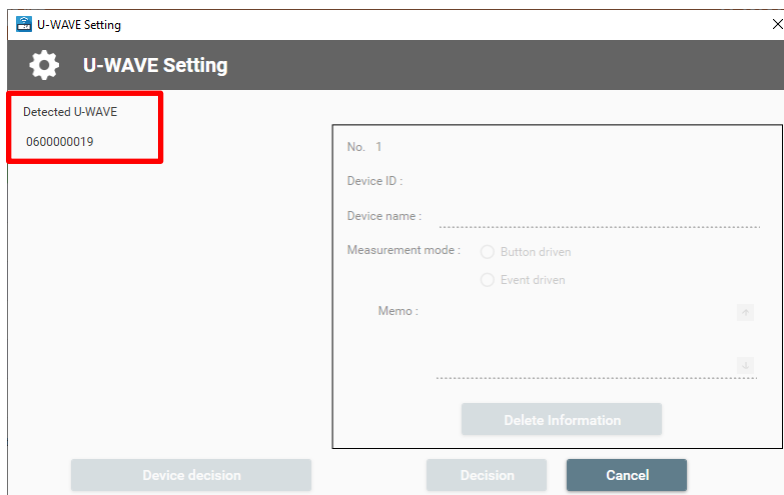 U-WAVE Setting
U-WAVE Setting
Detected U-WAVE
0600000019
No. 1
Device ID :
Device name :
Measurement mode : Button driven
Event driven
Memo :
Delete Information
Device decision Decision Cancel